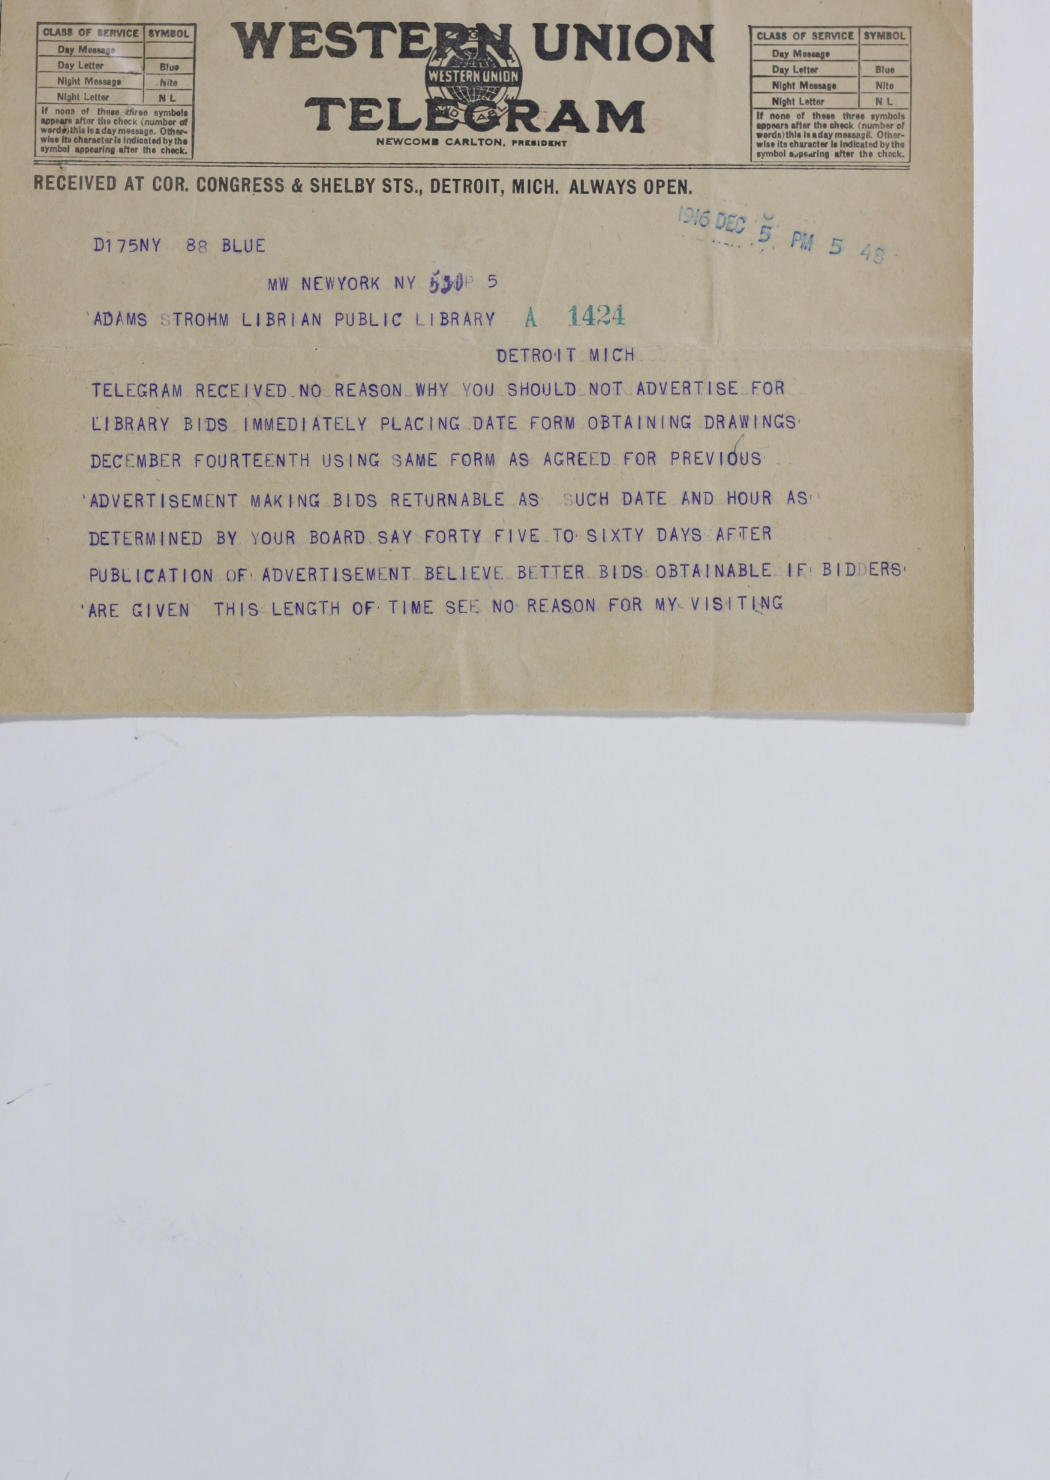 CLASS OF SERVICE SYMBOL
Day Message
Day Letter Blue
Night Message Nite
Night Letter N L
If none of these three symbols
appears after the check (number of
words) this is a day message. Other-
wise its character is indicated by the
symbol appearing after the check.
WESTERN UNION
WESTERN UNION
TELEGRAM
NEWCOMB CARLTON, PRESIDENT
CLASS OF SERVICE SYMBOL
Day Message
Day Letter Blue
Night Message Nite
Night Letter N L
If none of these three symbols
appears after the check (number of
words) this is a day message. Other-
wise its character is indicated by the
symbol appearing after the check.
RECEIVED AT COR. CONGRESS & SHELBY STS., DETROIT, MICH. ALWAYS OPEN.
1916 DEC 5 PM 5 48
D175NY 88 BLUE
MW NEWYORK NY 530P 5
ADAMS STROHM LIBRIAN PUBLIC LIBRARY A 1424
DETROIT MICH
TELEGRAM RECEIVED NO REASON WHY YOU SHOULD NOT ADVERTISE FOR
LIBRARY BIDS IMMEDIATELY PLACING DATE FORM OBTAINING DRAWINGS
DECEMBER FOURTEENTH USING SAME FORM AS AGREED FOR PREVIOUS
ADVERTISEMENT MAKING BIDS RETURNABLE AS SUCH DATE AND HOUR AS
DETERMINED BY YOUR BOARD SAY FORTY FIVE TO SIXTY DAYS AFTER
PUBLICATION OF ADVERTISEMENT BELIEVE BETTER BIDS OBTAINABLE IF BIDDERS
ARE GIVEN THIS LENGTH OF TIME SEE NO REASON FOR MY VISITING